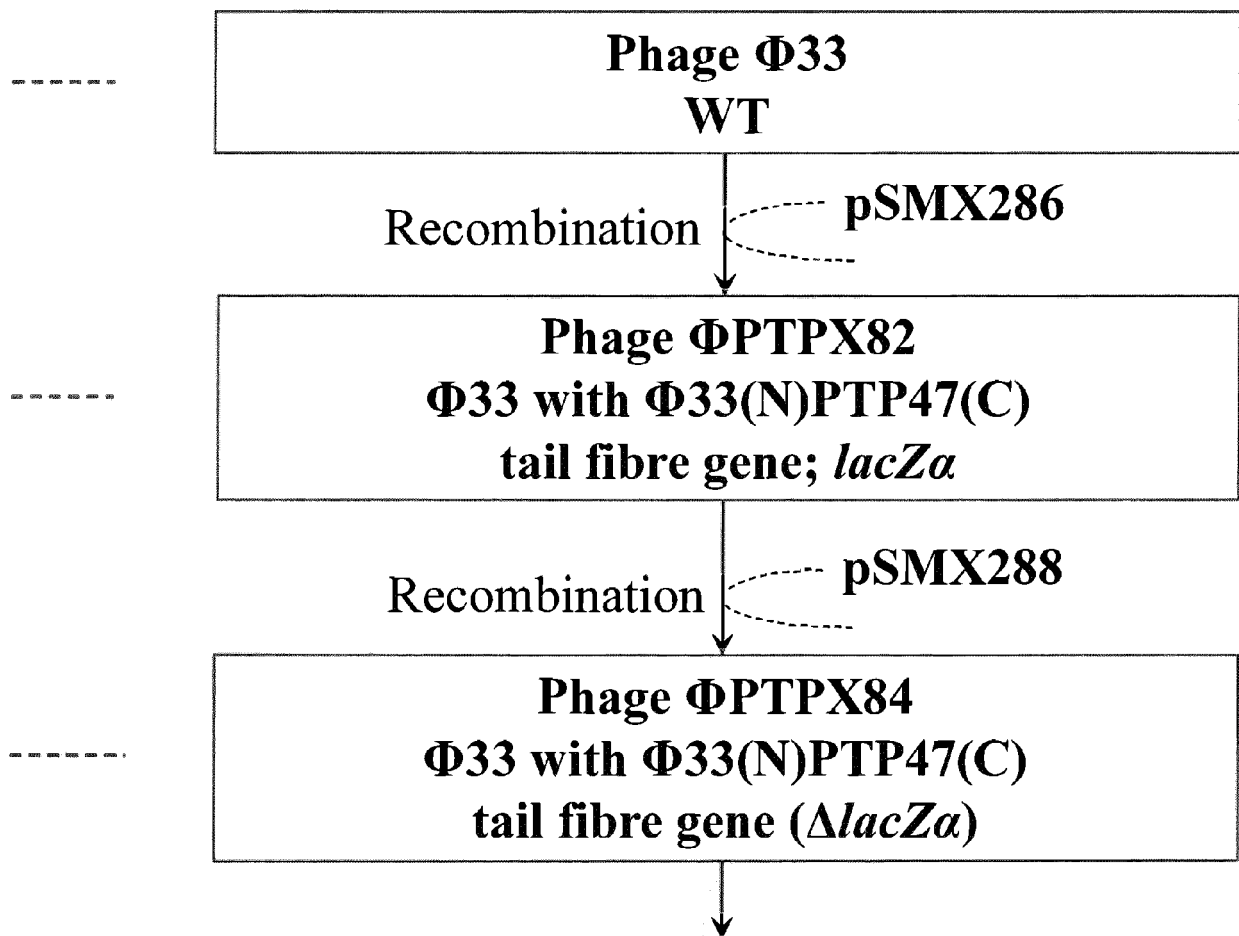 Phage Φ33
WT
Recombination
pSMX286
Phage ΦPTPX82
Φ33 with Φ33(N)PTP47(C)
tail fibre gene; lacZα
Recombination
pSMX288
Phage ΦPTPX84
Φ33 with Φ33(N)PTP47(C)
tail fibre gene (ΔlacZα)